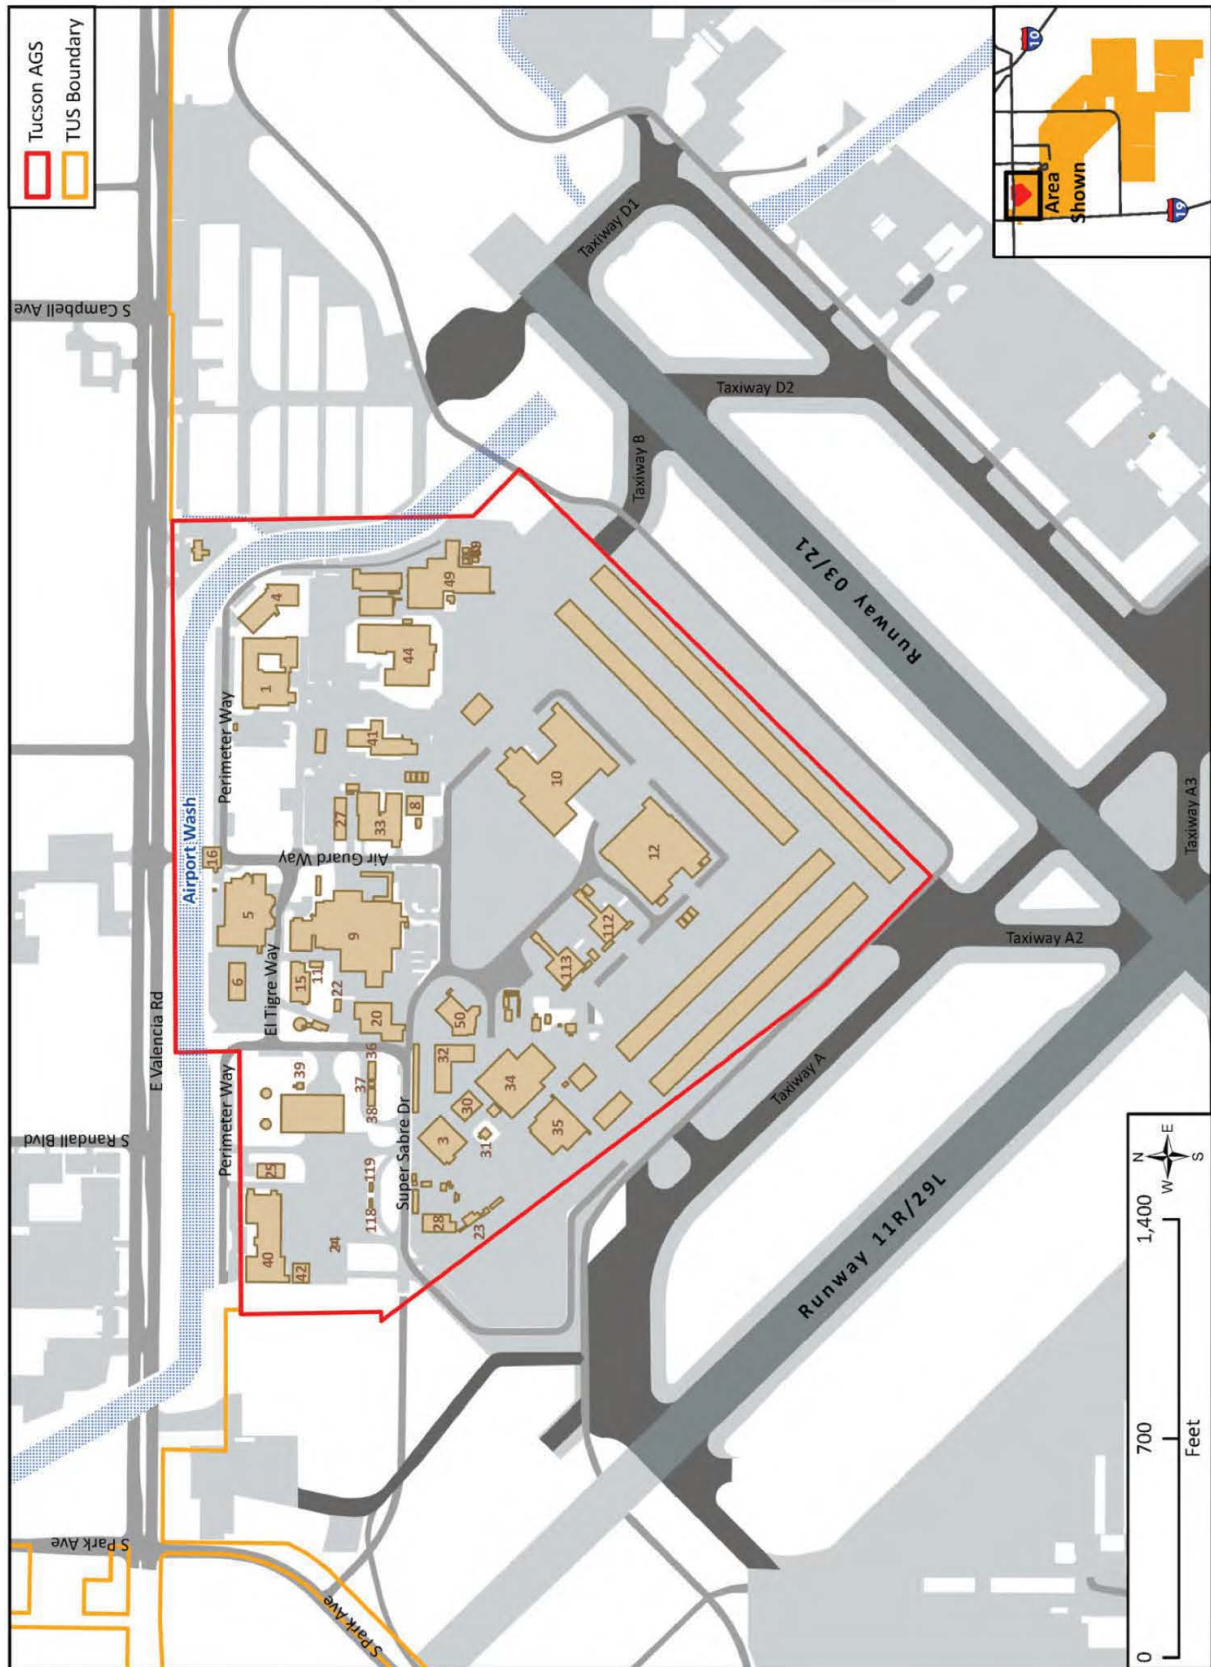 Tucson AGS
TUS Boundary
S Park Ave
S Randall Blvd
S Campbell Ave
E Valencia Rd
Airport Wash
Perimeter Way
Perimeter Way
El Tigre Way
Air Guard Way
Super Sabre Dr
S Park Ave
40
42
25
39
6
5
16
1
4
24
118
119
38
37
36
15
11
22
20
9
27
33
8
41
44
49
69
28
23
3
31
30
32
50
34
35
113
112
12
10
Taxiway B
Taxiway D1
Taxiway D2
Runway 03/21
Taxiway A
Taxiway A2
Taxiway A3
Runway 11R/29L
0
700
1,400
Feet
N
W
E
S
Area
Shown
10
19